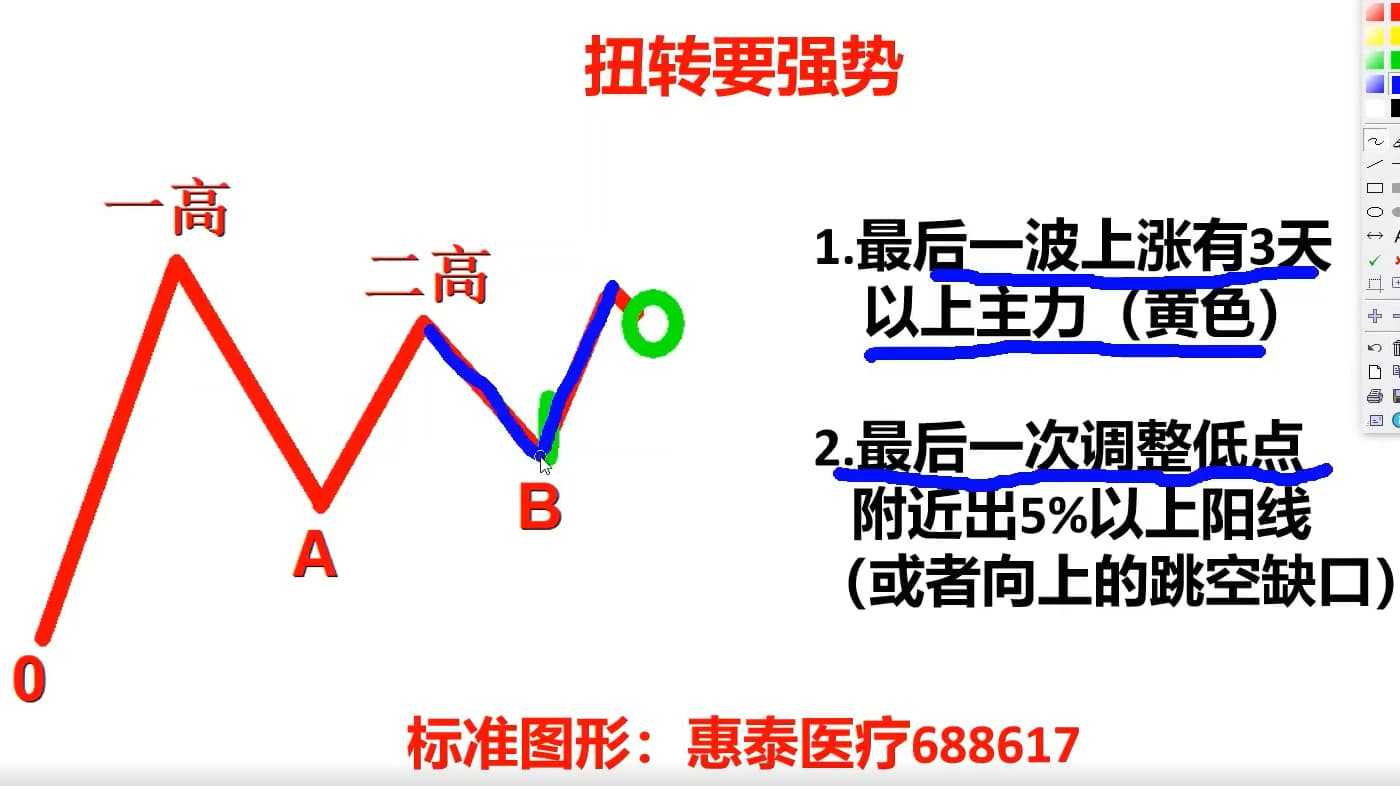 扭转要强势
一高
二高
1.最后一波上涨有3天
以上主力（黄色）
2.最后一次调整低点
附近出5%以上阳线
（或者向上的跳空缺口）
A
B
0
标准图形：惠泰医疗688617